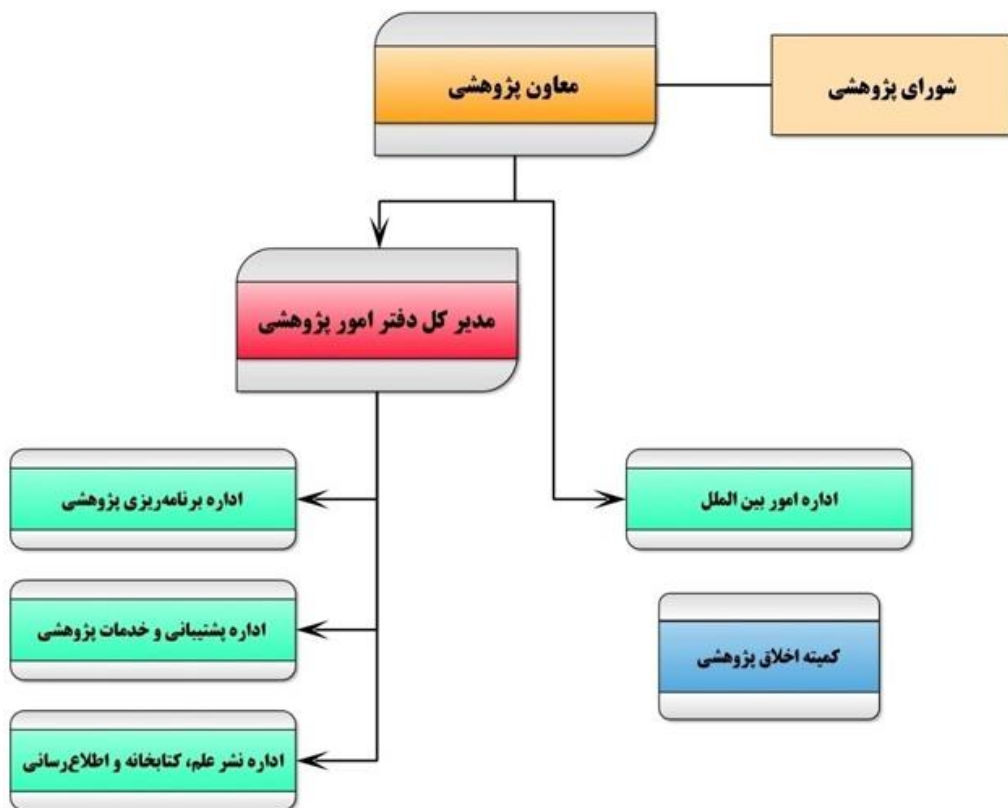 معاون پژوهشی
شورای پژوهشی
مدیر کل دفتر امور پژوهشی
اداره برنامه‌ریزی پژوهشی
اداره امور بین الملل
اداره پشتیبانی و خدمات پژوهشی
کمیته اخلاق پژوهشی
اداره نشر علم، کتابخانه و اطلاع‌رسانی